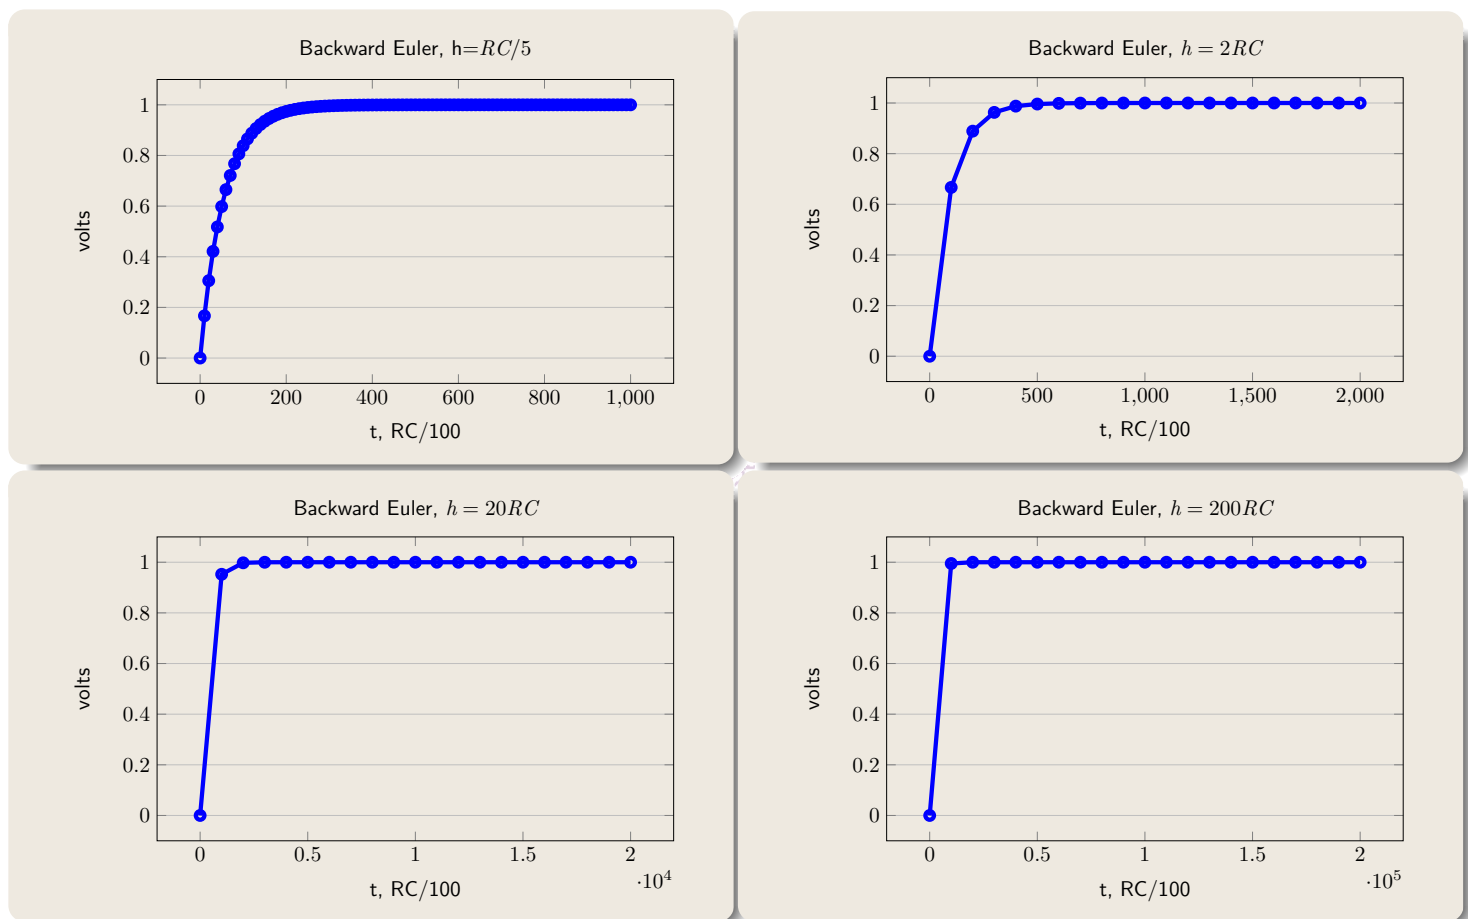 Backward Euler, h=RC/5
1
0.8
0.6
0.4
0.2
0
volts
0 200 400 600 800 1,000
t, RC/100
Backward Euler, h = 2RC
1
0.8
0.6
0.4
0.2
0
volts
0 500 1,000 1,500 2,000
t, RC/100
Backward Euler, h = 20RC
1
0.8
0.6
0.4
0.2
0
volts
0 0.5 1 1.5 2
·10⁴
t, RC/100
Backward Euler, h = 200RC
1
0.8
0.6
0.4
0.2
0
volts
0 0.5 1 1.5 2
·10⁵
t, RC/100